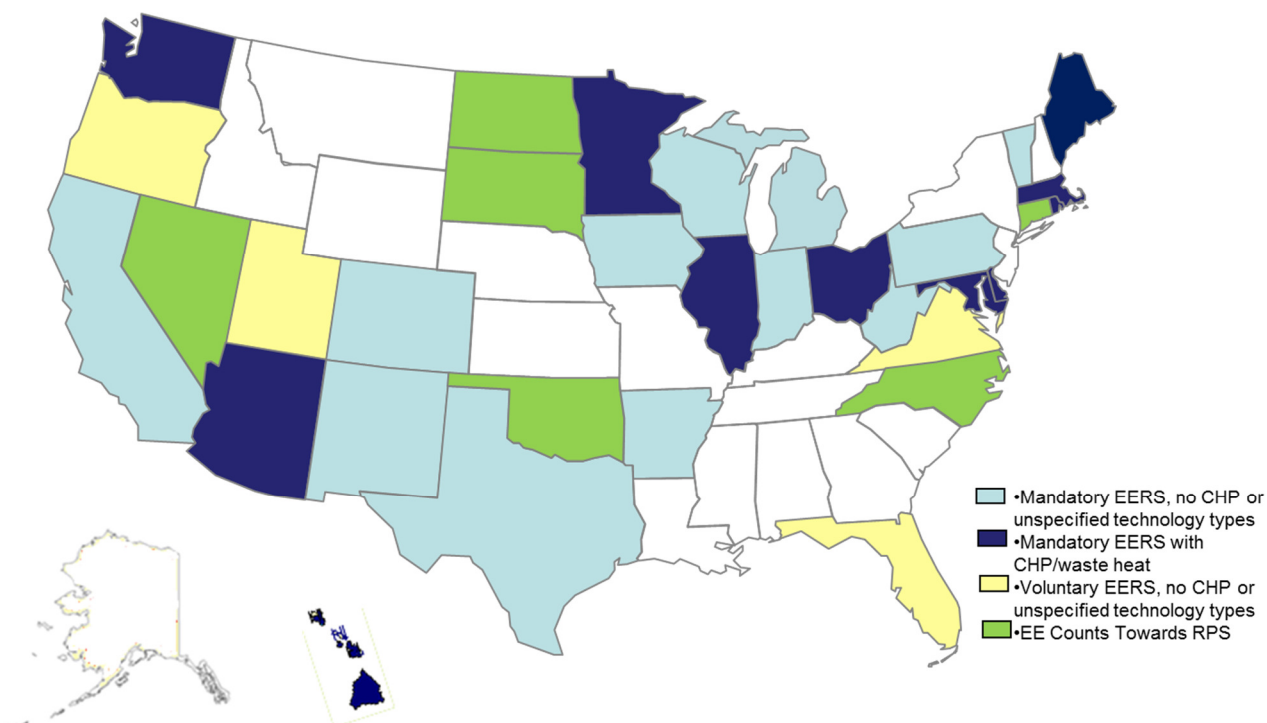 •Mandatory EERS, no CHP or
unspecified technology types
•Mandatory EERS with
CHP/waste heat
•Voluntary EERS, no CHP or
unspecified technology types
•EE Counts Towards RPS